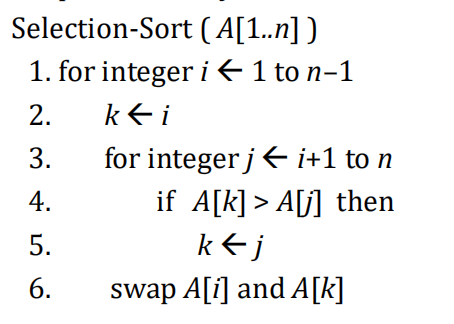 Selection-Sort ( A[1..n] )
1. for integer i ← 1 to n–1
2. k ← i
3. for integer j ← i+1 to n
4. if A[k] > A[j] then
5. k ← j
6. swap A[i] and A[k]